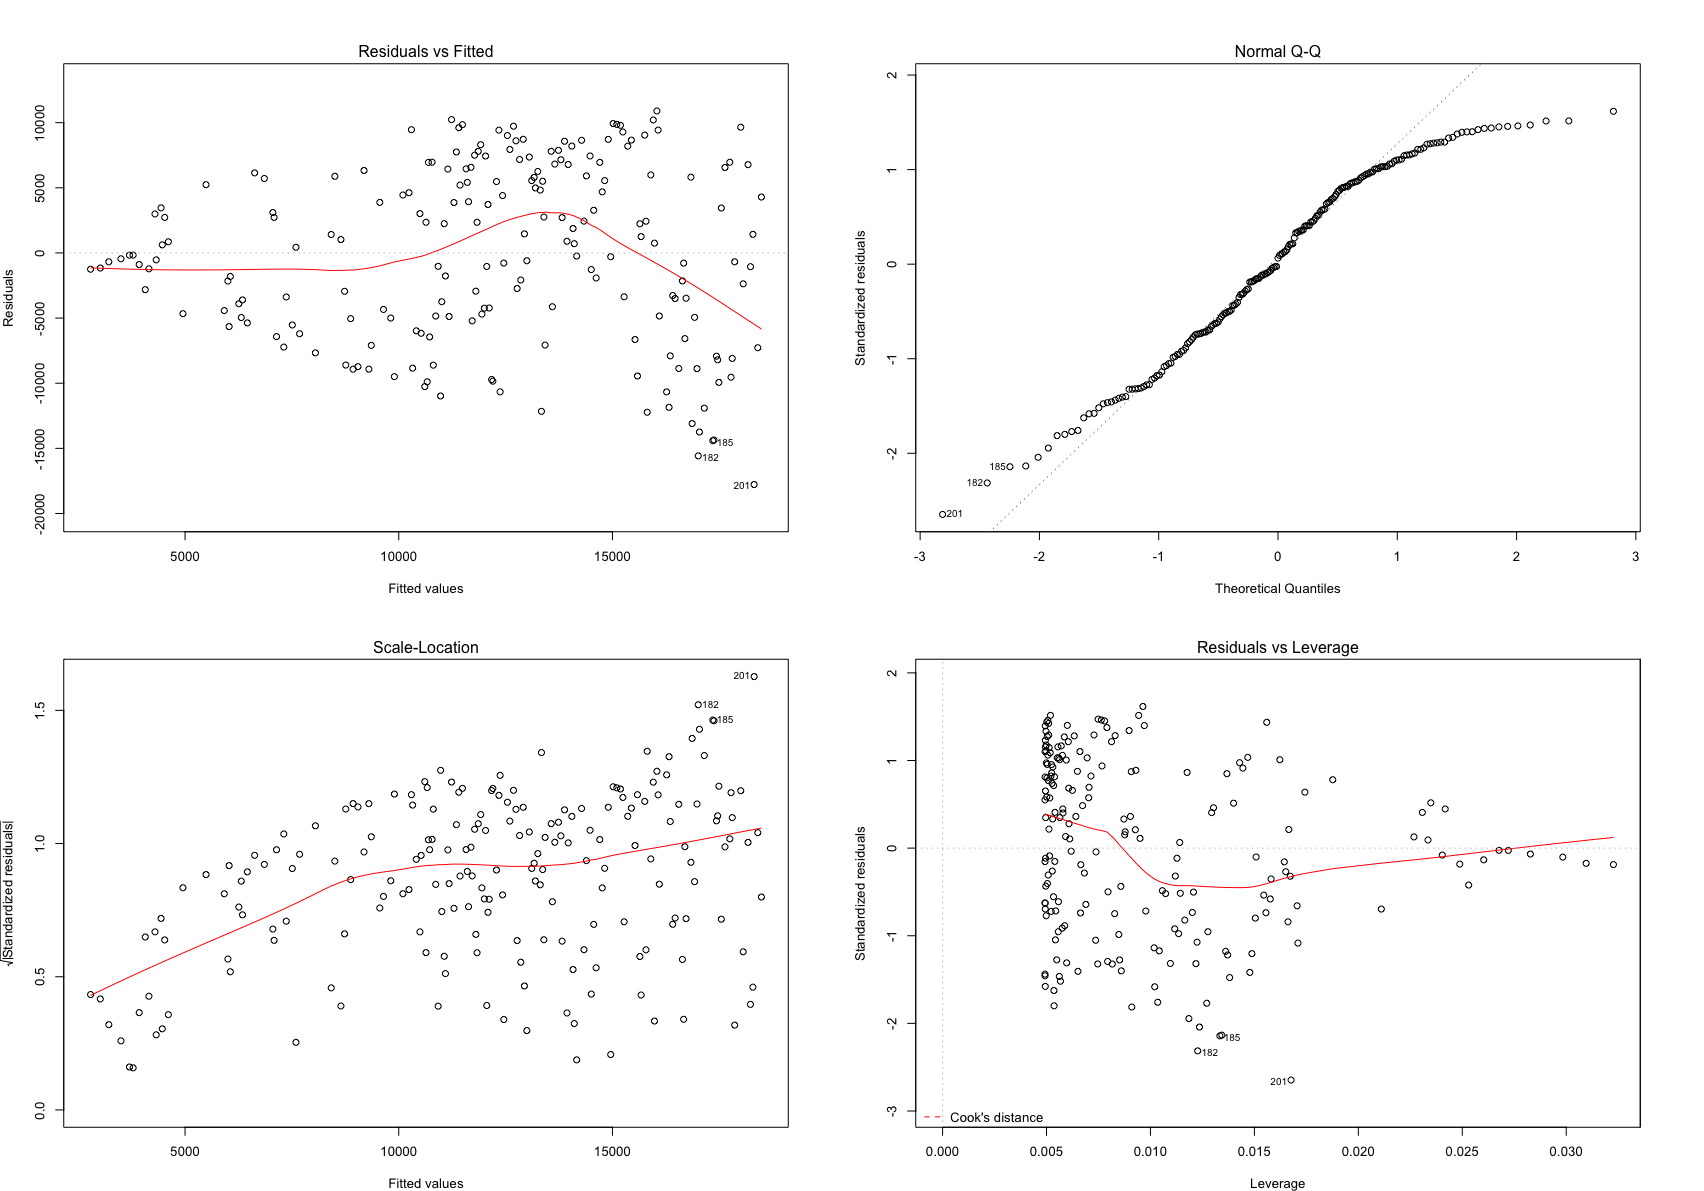 Residuals vs Fitted
Residuals
10000
5000
0
-5000
-10000
-15000
-20000
185
182
201
5000 10000 15000
Fitted values
Normal Q-Q
Standardized residuals
2
1
0
-1
-2
185
182
201
-3 -2 -1 0 1 2 3
Theoretical Quantiles
Scale-Location
√|Standardized residuals|
1.5
1.0
0.5
0.0
201
182
185
5000 10000 15000
Fitted values
Residuals vs Leverage
Standardized residuals
2
1
0
-1
-2
-3
185
182
201
Cook's distance
0.000 0.005 0.010 0.015 0.020 0.025 0.030
Leverage